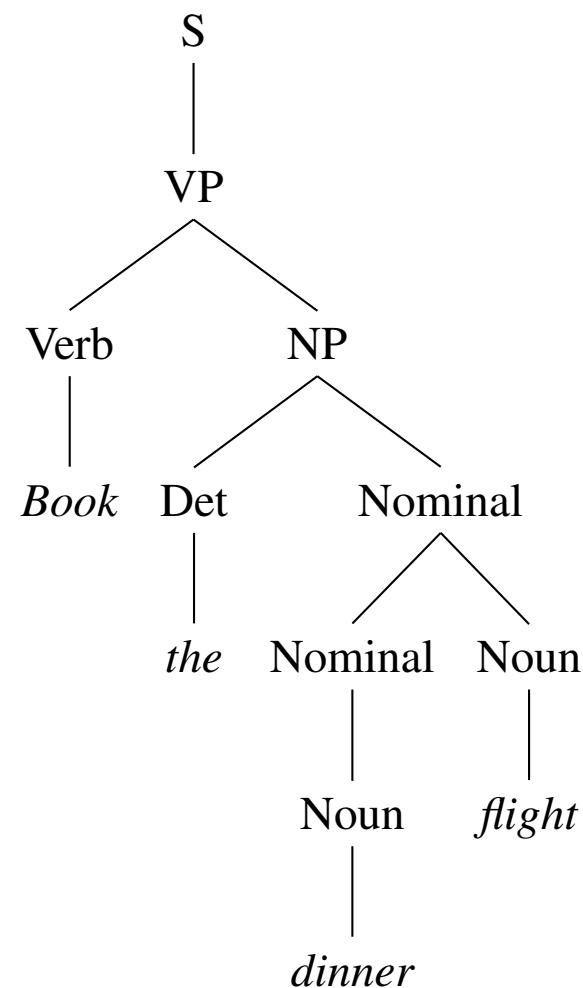 S
VP
Verb NP
Book Det Nominal
the Nominal Noun
Noun flight
dinner